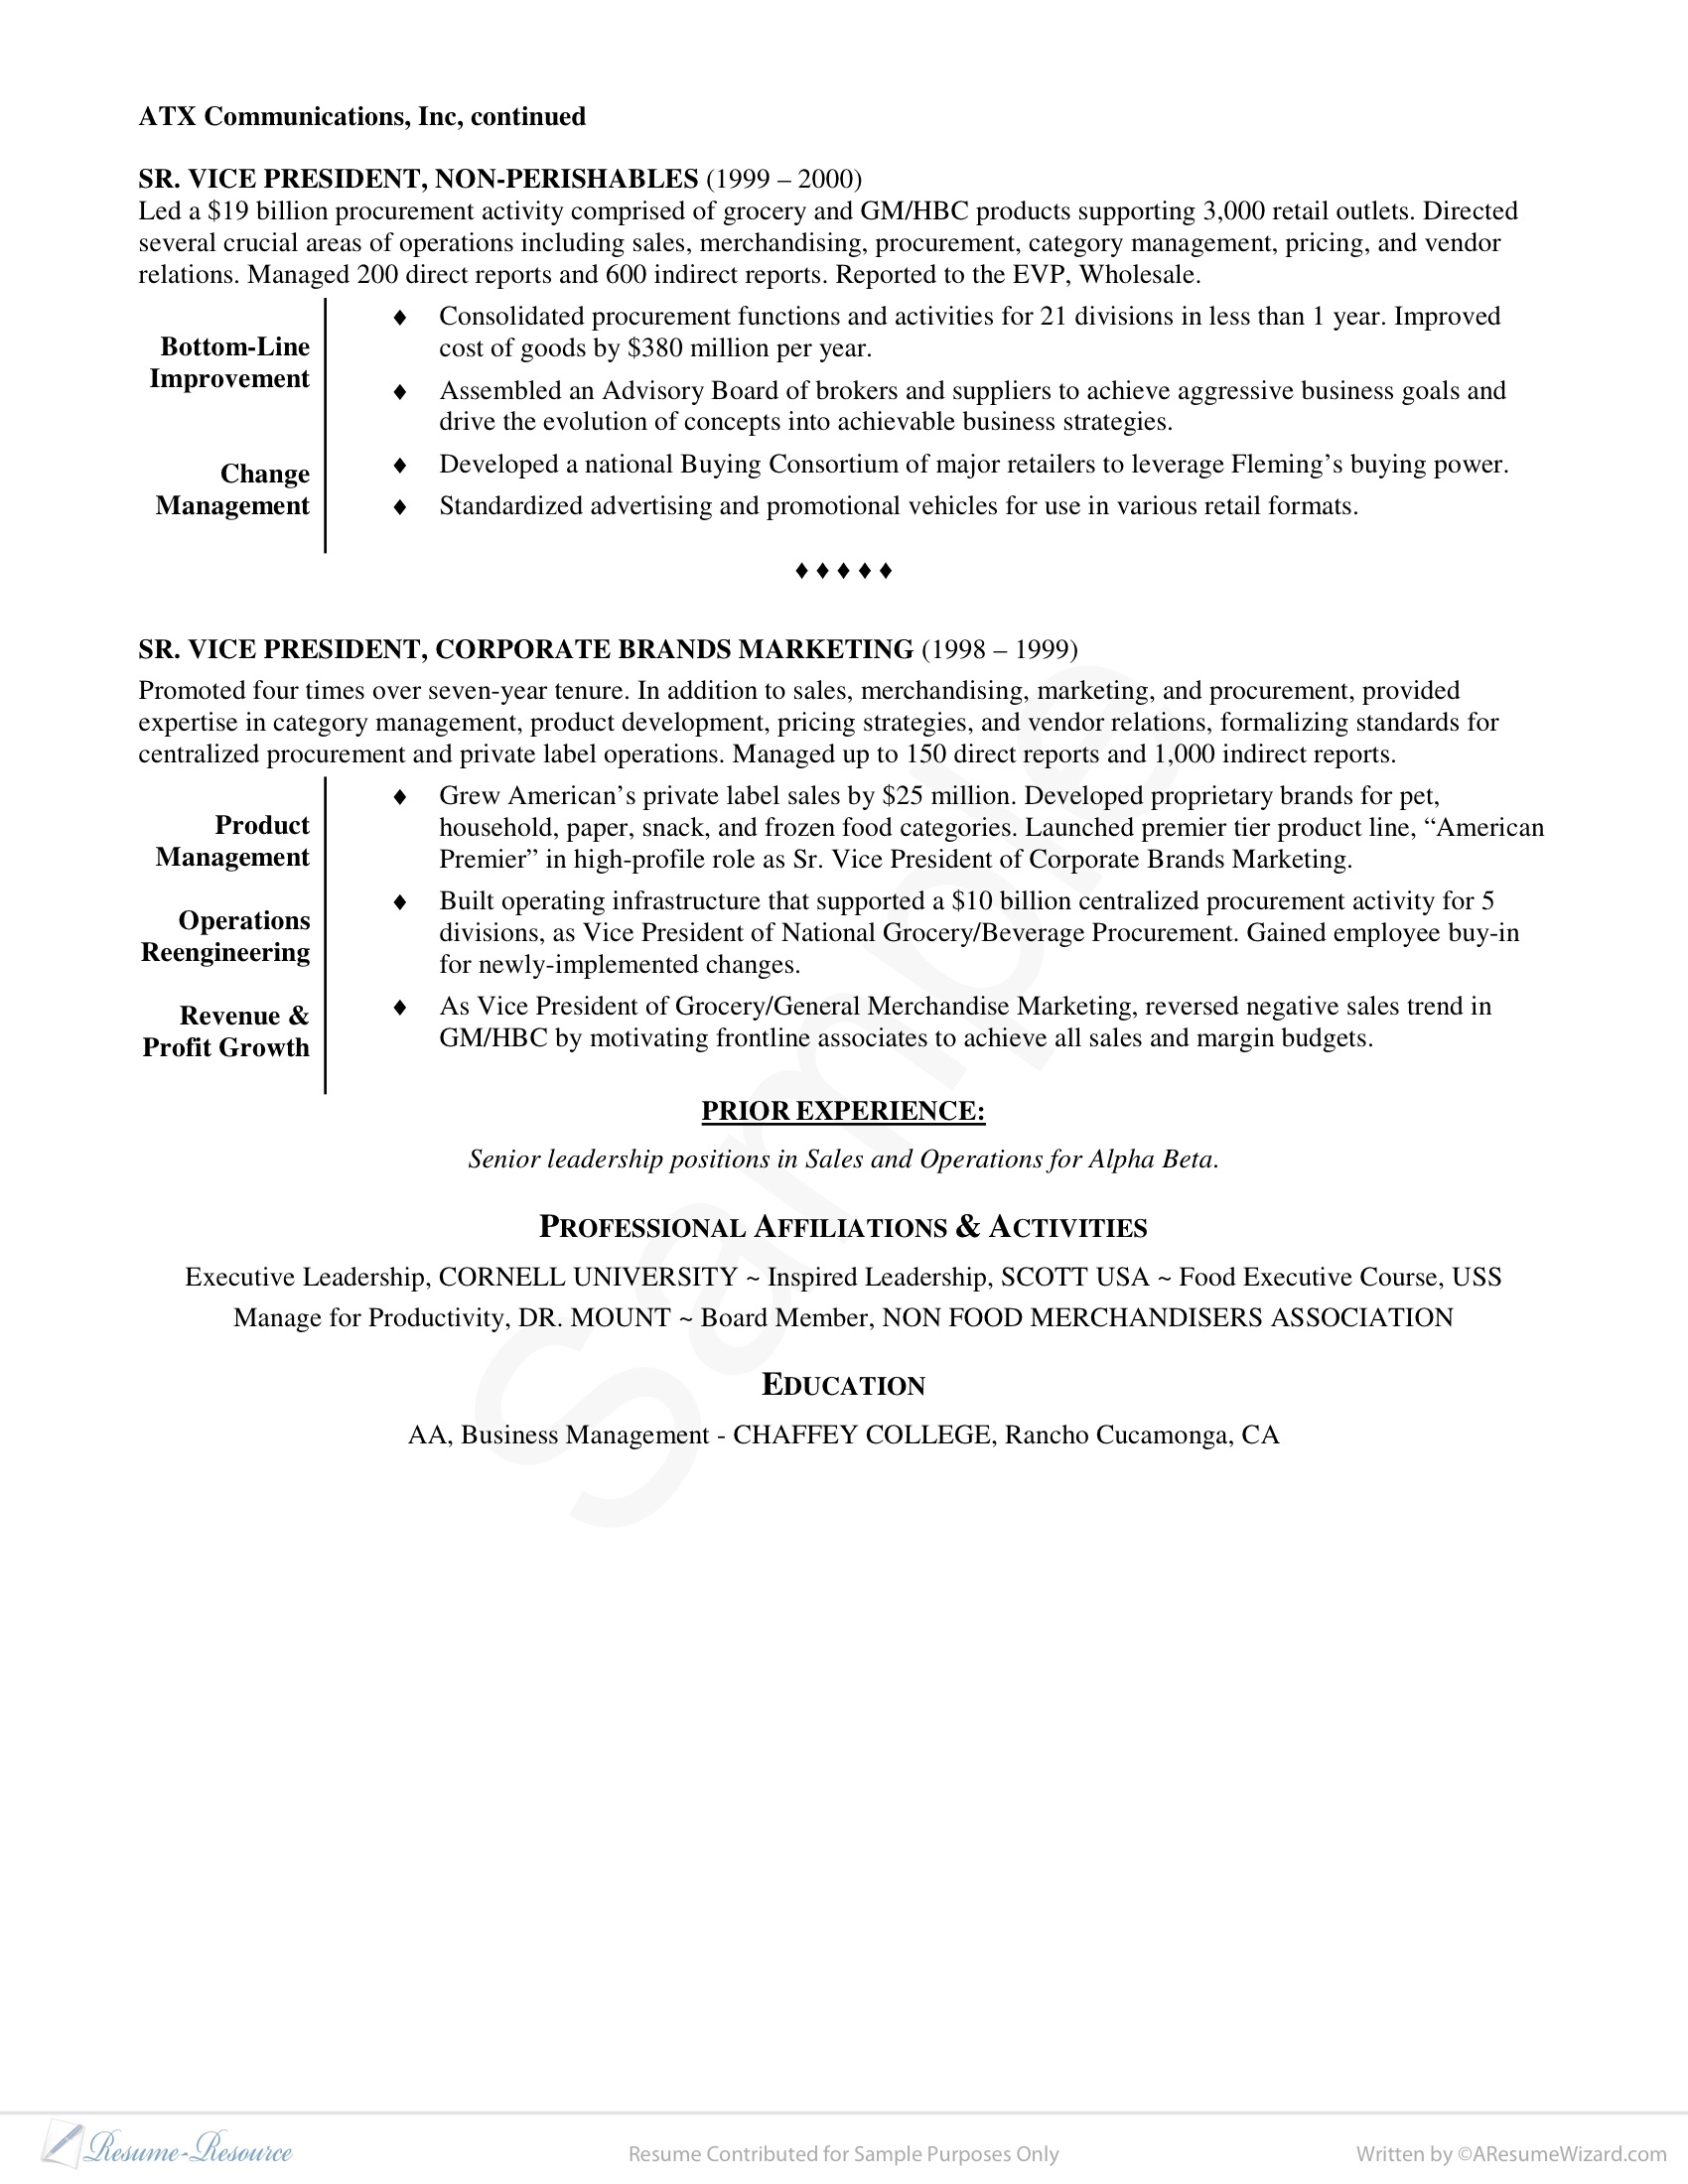 ATX Communications, Inc, continued
SR. VICE PRESIDENT, NON-PERISHABLES (1999 – 2000)
Led a $19 billion procurement activity comprised of grocery and GM/HBC products supporting 3,000 retail outlets. Directed
several crucial areas of operations including sales, merchandising, procurement, category management, pricing, and vendor
relations. Managed 200 direct reports and 600 indirect reports. Reported to the EVP, Wholesale.
Bottom-Line
Improvement
Change
Management
♦ Consolidated procurement functions and activities for 21 divisions in less than 1 year. Improved
cost of goods by $380 million per year.
♦ Assembled an Advisory Board of brokers and suppliers to achieve aggressive business goals and
drive the evolution of concepts into achievable business strategies.
♦ Developed a national Buying Consortium of major retailers to leverage Fleming’s buying power.
♦ Standardized advertising and promotional vehicles for use in various retail formats.
♦ ♦ ♦ ♦ ♦
SR. VICE PRESIDENT, CORPORATE BRANDS MARKETING (1998 – 1999)
Promoted four times over seven-year tenure. In addition to sales, merchandising, marketing, and procurement, provided
expertise in category management, product development, pricing strategies, and vendor relations, formalizing standards for
centralized procurement and private label operations. Managed up to 150 direct reports and 1,000 indirect reports.
Product
Management
Operations
Reengineering
Revenue &
Profit Growth
♦ Grew American’s private label sales by $25 million. Developed proprietary brands for pet,
household, paper, snack, and frozen food categories. Launched premier tier product line, “American
Premier” in high-profile role as Sr. Vice President of Corporate Brands Marketing.
♦ Built operating infrastructure that supported a $10 billion centralized procurement activity for 5
divisions, as Vice President of National Grocery/Beverage Procurement. Gained employee buy-in
for newly-implemented changes.
♦ As Vice President of Grocery/General Merchandise Marketing, reversed negative sales trend in
GM/HBC by motivating frontline associates to achieve all sales and margin budgets.
PRIOR EXPERIENCE:
Senior leadership positions in Sales and Operations for Alpha Beta.
PROFESSIONAL AFFILIATIONS & ACTIVITIES
Executive Leadership, CORNELL UNIVERSITY ~ Inspired Leadership, SCOTT USA ~ Food Executive Course, USS
Manage for Productivity, DR. MOUNT ~ Board Member, NON FOOD MERCHANDISERS ASSOCIATION
EDUCATION
AA, Business Management - CHAFFEY COLLEGE, Rancho Cucamonga, CA
Sample
Resume-Resource
Resume Contributed for Sample Purposes Only
Written by ©AResumeWizard.com